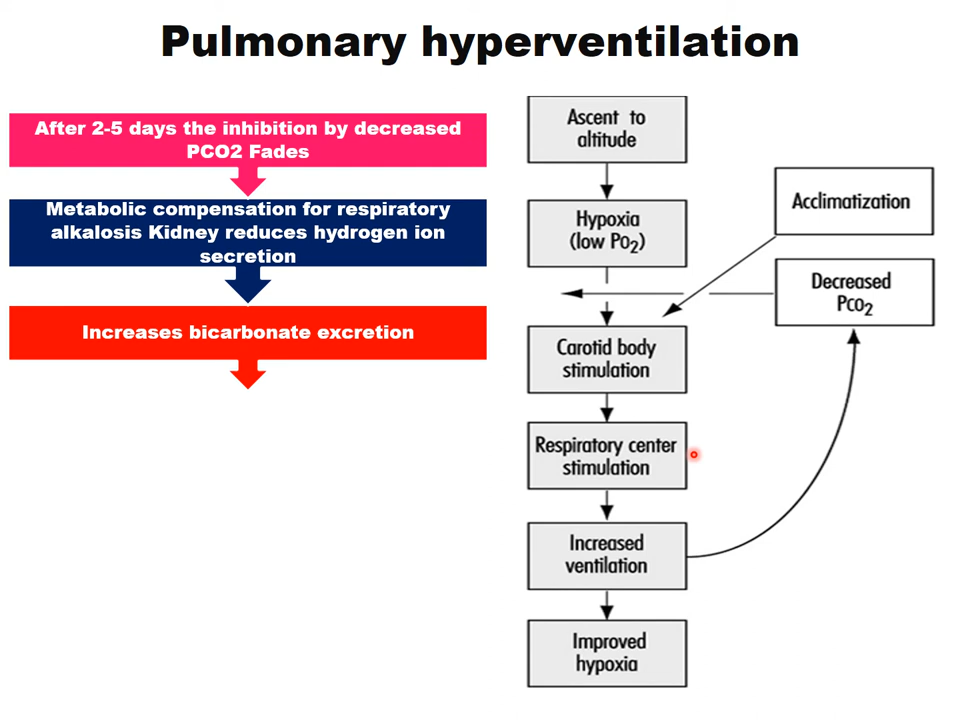 Pulmonary hyperventilation
After 2-5 days the inhibition by decreased
PCO2 Fades
Metabolic compensation for respiratory
alkalosis Kidney reduces hydrogen ion
secretion
Increases bicarbonate excretion
Ascent to
altitude
Hypoxia
(low Po₂)
Acclimatization
Decreased
Pco₂
Carotid body
stimulation
Respiratory center
stimulation
Increased
ventilation
Improved
hypoxia